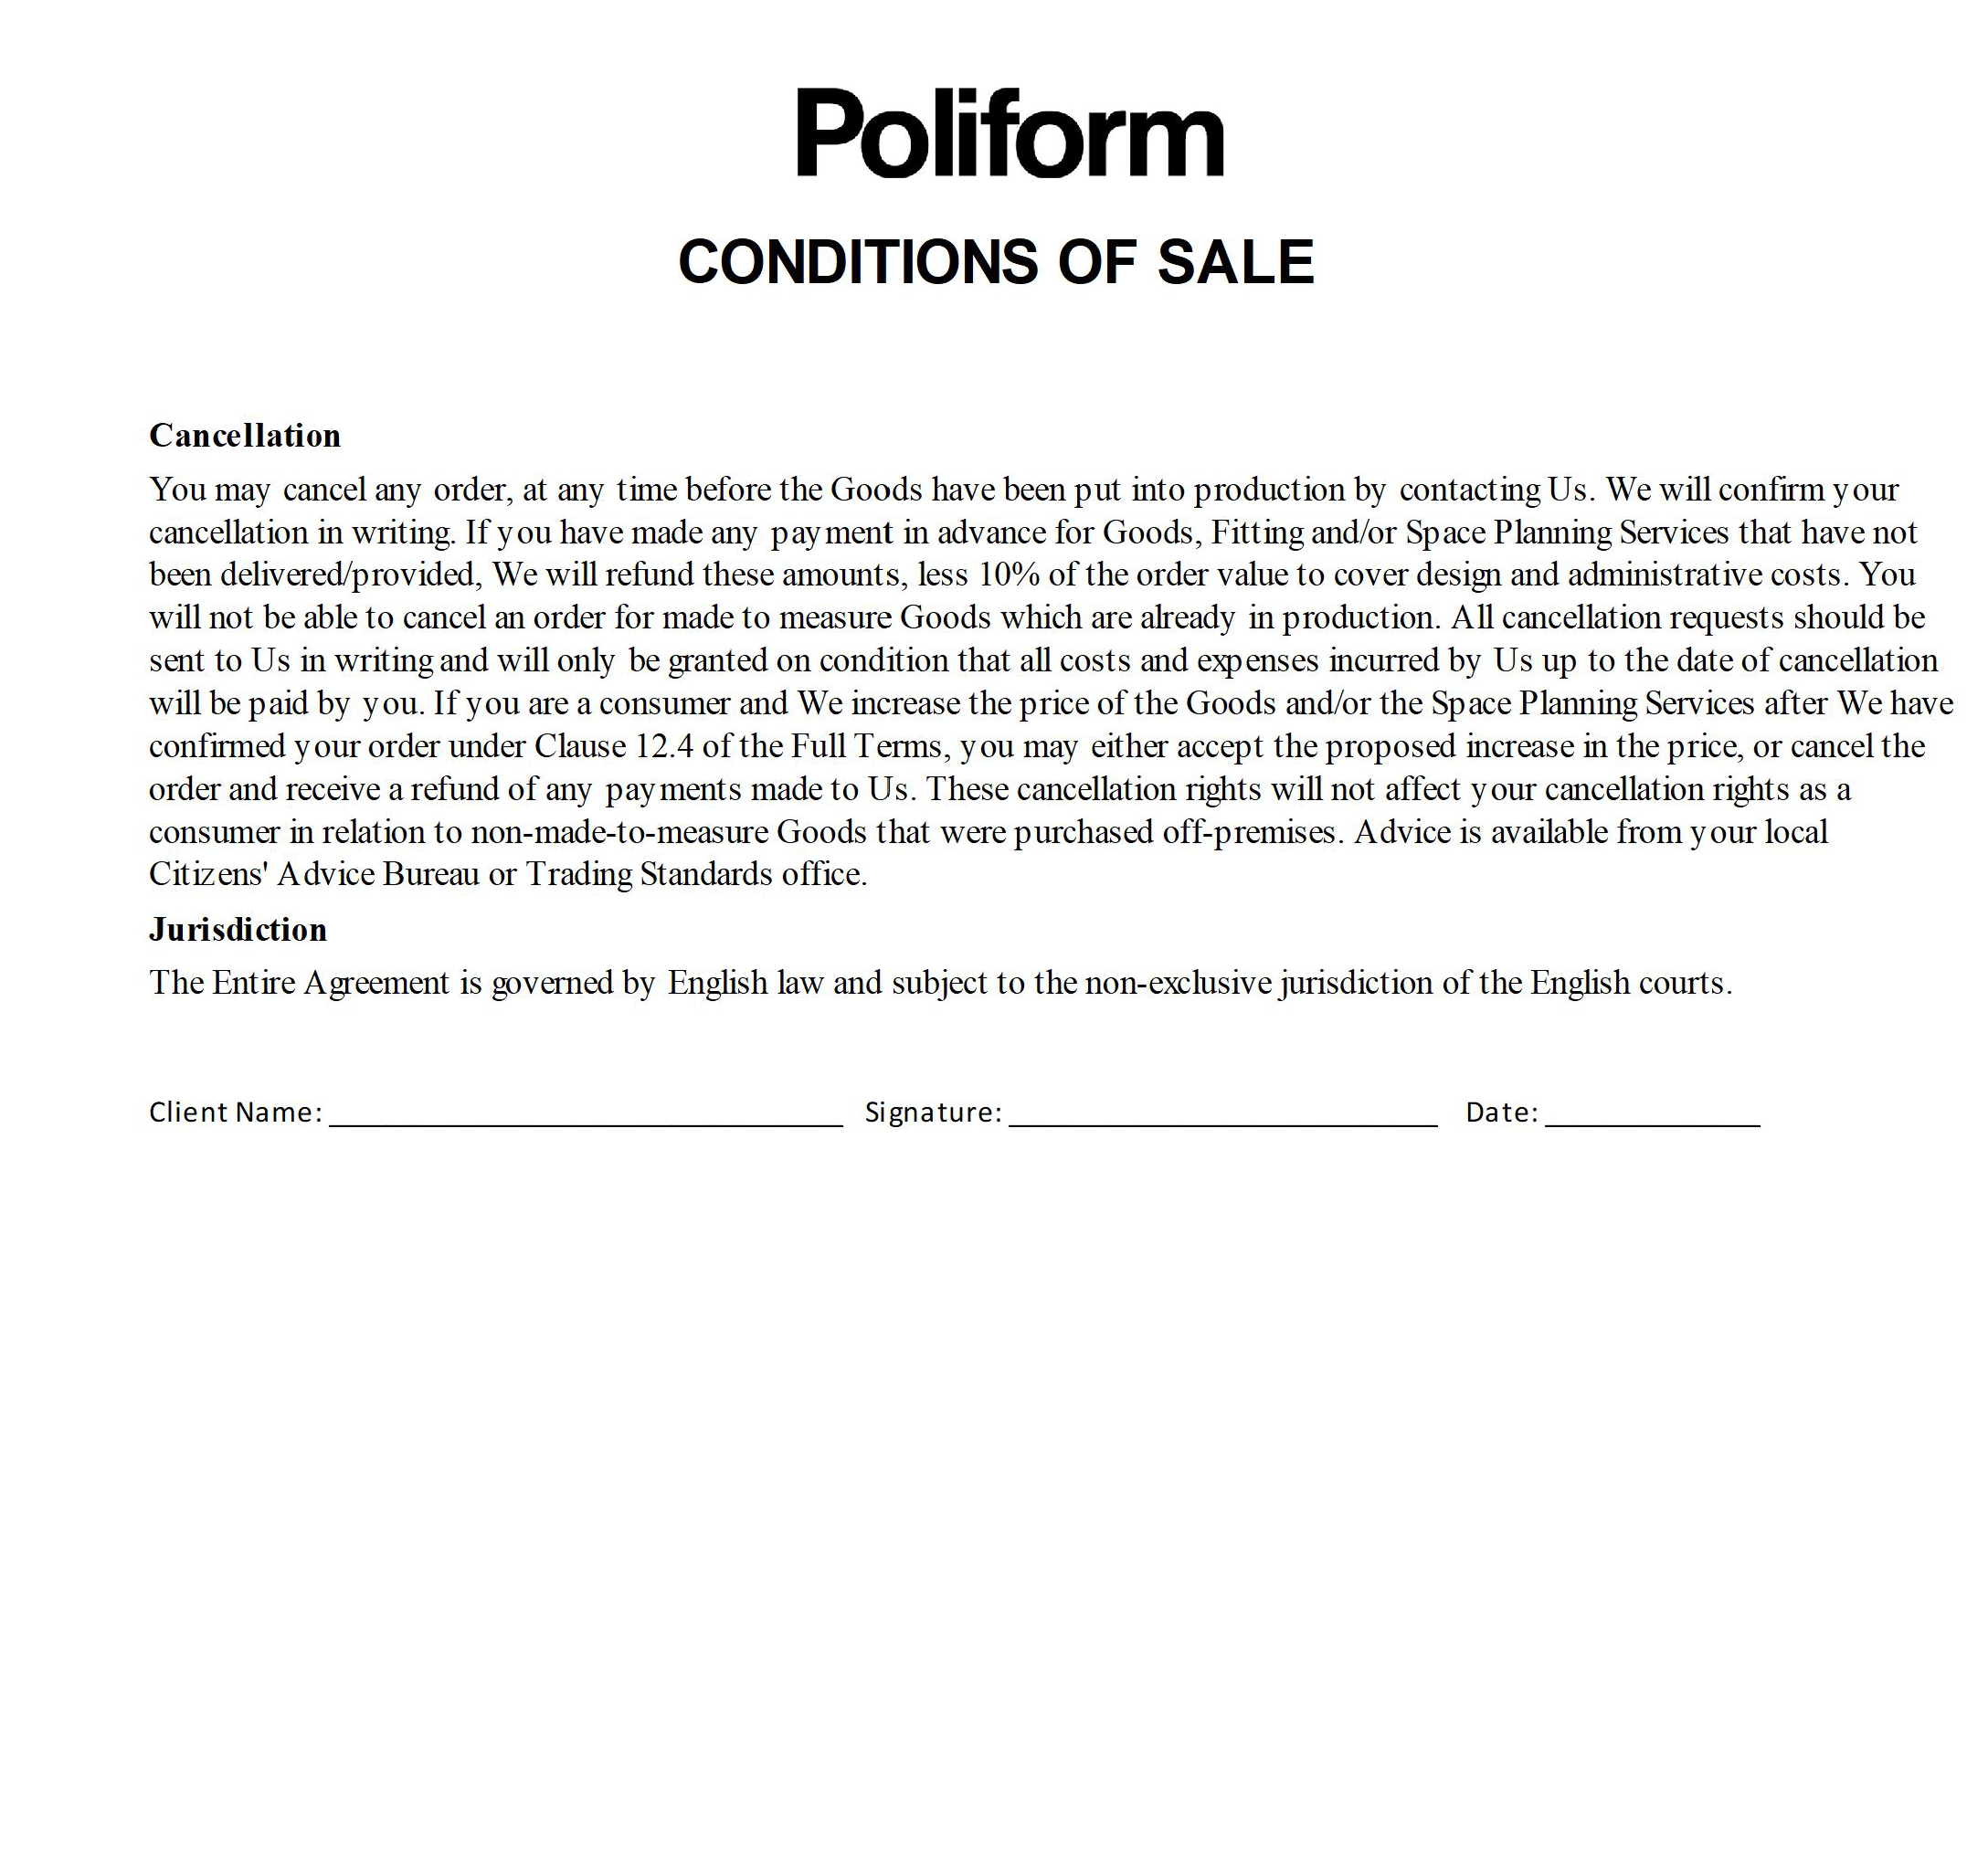 Poliform
CONDITIONS OF SALE
Cancellation
You may cancel any order, at any time before the Goods have been put into production by contacting Us. We will confirm your
cancellation in writing. If you have made any payment in advance for Goods, Fitting and/or Space Planning Services that have not
been delivered/provided, We will refund these amounts, less 10% of the order value to cover design and administrative costs. You
will not be able to cancel an order for made to measure Goods which are already in production. All cancellation requests should be
sent to Us in writing and will only be granted on condition that all costs and expenses incurred by Us up to the date of cancellation
will be paid by you. If you are a consumer and We increase the price of the Goods and/or the Space Planning Services after We have
confirmed your order under Clause 12.4 of the Full Terms, you may either accept the proposed increase in the price, or cancel the
order and receive a refund of any payments made to Us. These cancellation rights will not affect your cancellation rights as a
consumer in relation to non-made-to-measure Goods that were purchased off-premises. Advice is available from your local
Citizens' Advice Bureau or Trading Standards office.
Jurisdiction
The Entire Agreement is governed by English law and subject to the non-exclusive jurisdiction of the English courts.
Client Name: ____________________ Signature: ____________________ Date: __________